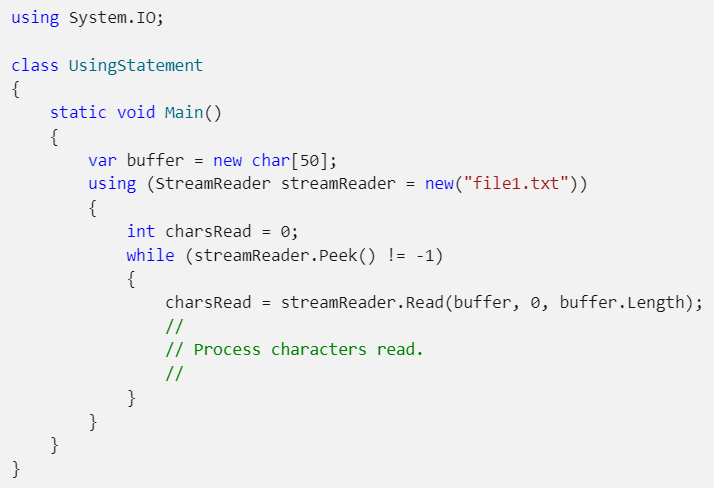 using System.IO;

class UsingStatement
{
    static void Main()
    {
        var buffer = new char[50];
        using (StreamReader streamReader = new("file1.txt"))
        {
            int charsRead = 0;
            while (streamReader.Peek() != -1)
            {
                charsRead = streamReader.Read(buffer, 0, buffer.Length);
                //
                // Process characters read.
                //
            }
        }
    }
}